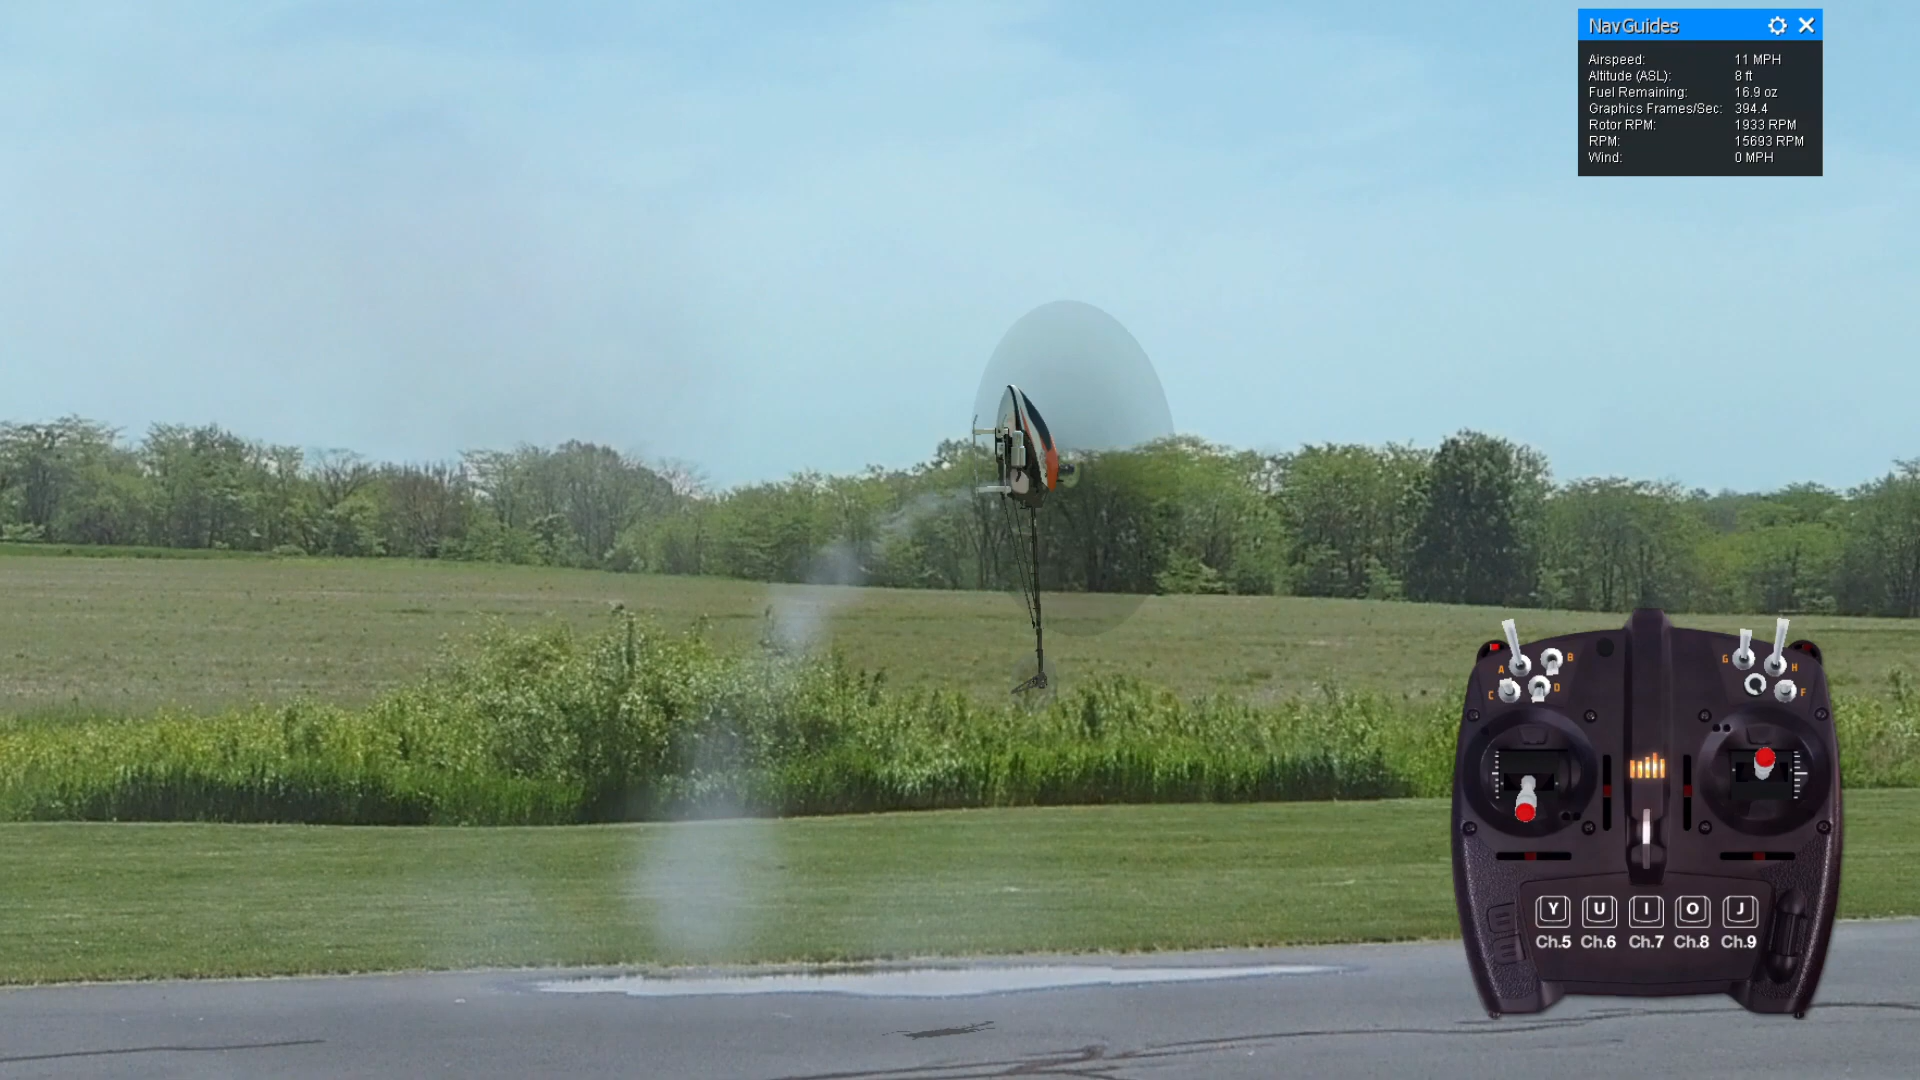 NavGuides
Airspeed: 11 MPH
Altitude (ASL): 8 ft
Fuel Remaining: 16.9 oz
Graphics Frames/Sec: 394.4
Rotor RPM: 1933 RPM
RPM: 15693 RPM
Wind: 0 MPH
A B G H
C D F
Y U I O J
Ch.5 Ch.6 Ch.7 Ch.8 Ch.9